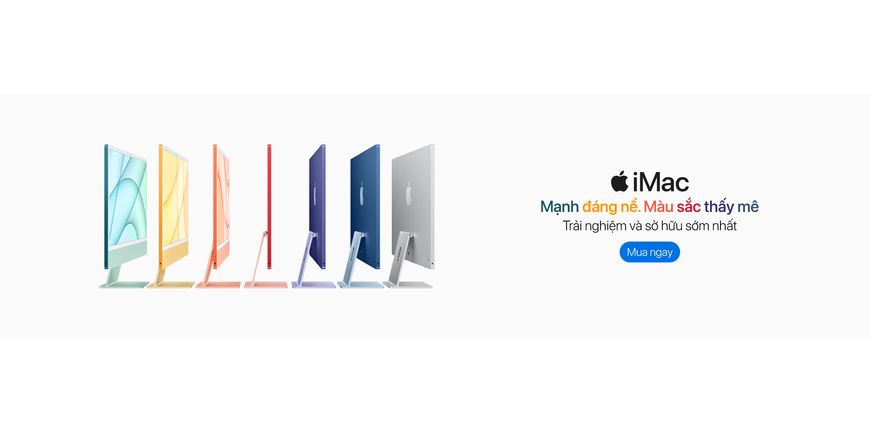 iMac
Mạnh đáng nể. Màu sắc thấy mê
Trải nghiệm và sở hữu sớm nhất
Mua ngay